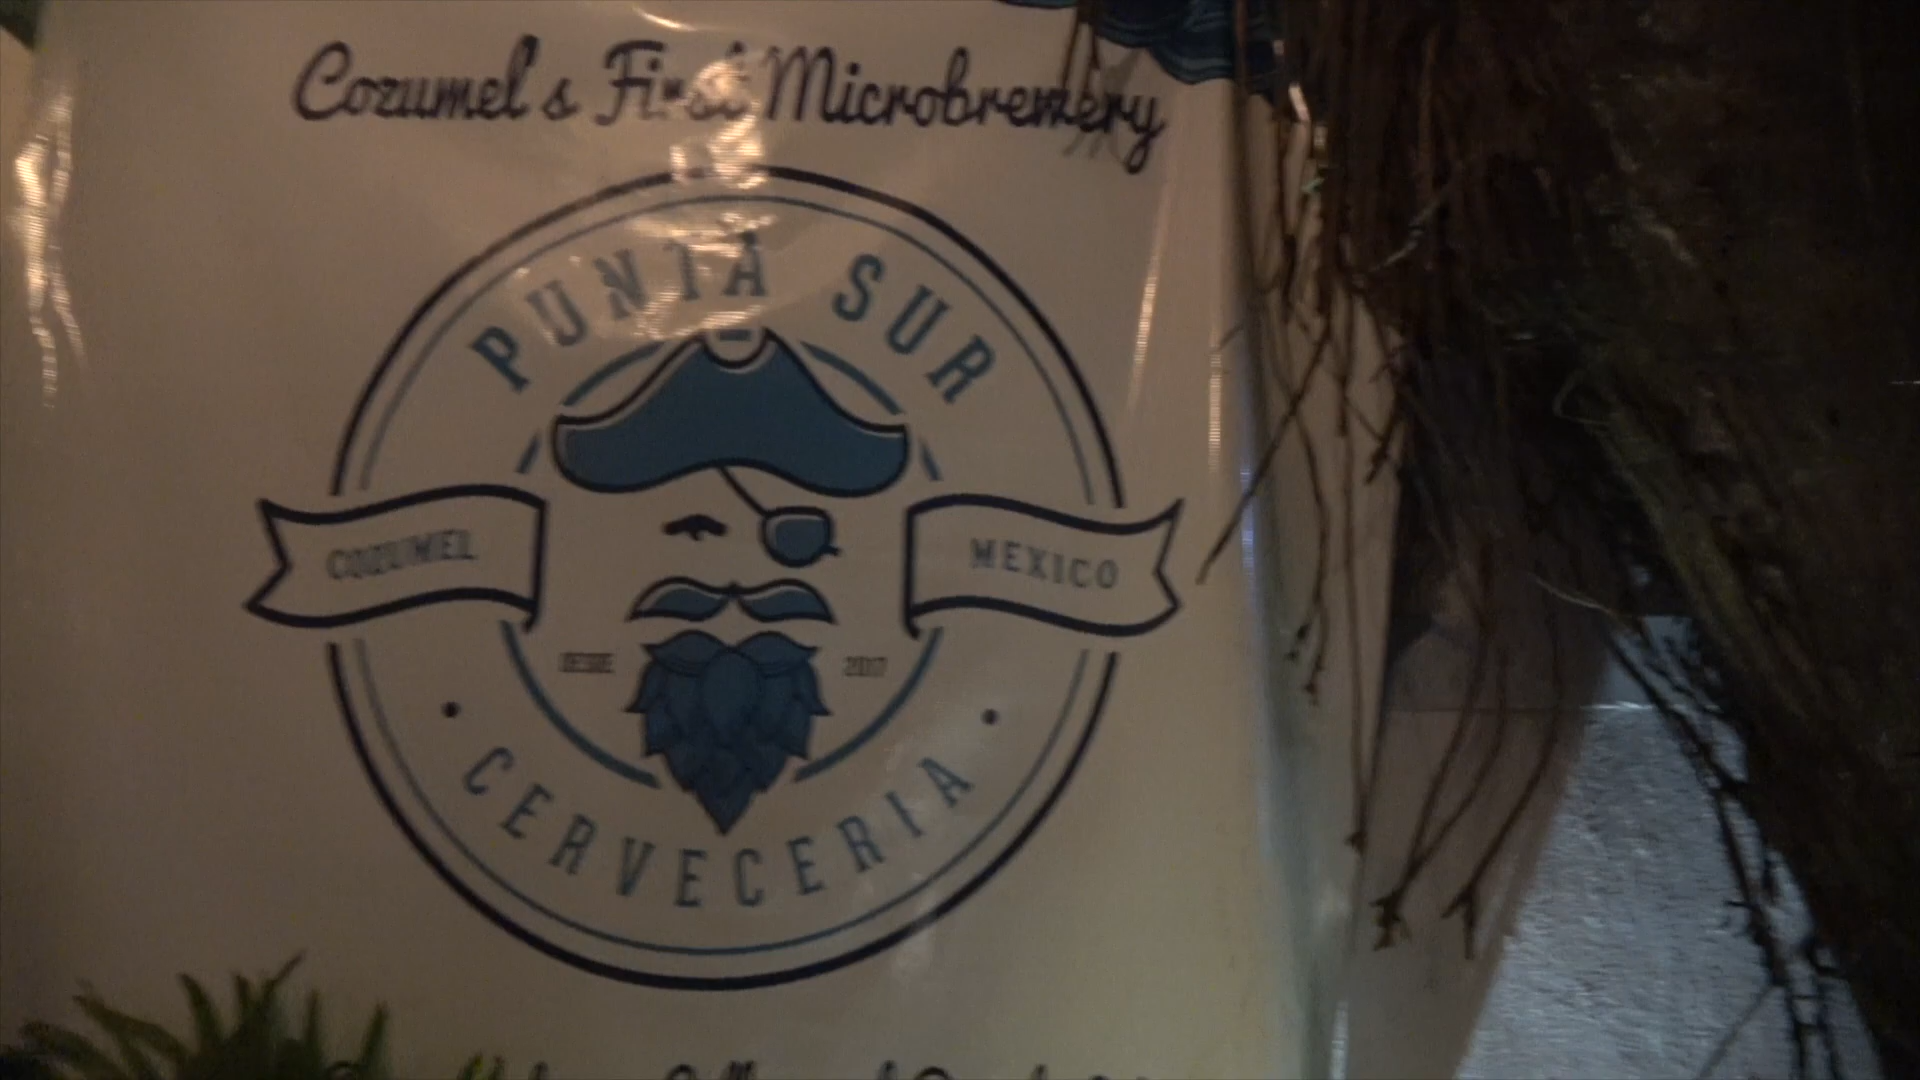 Cozumel's First Microbrewery
PUNTA SUR
COZUMEL
MEXICO
DESDE
2017
CERVECERIA